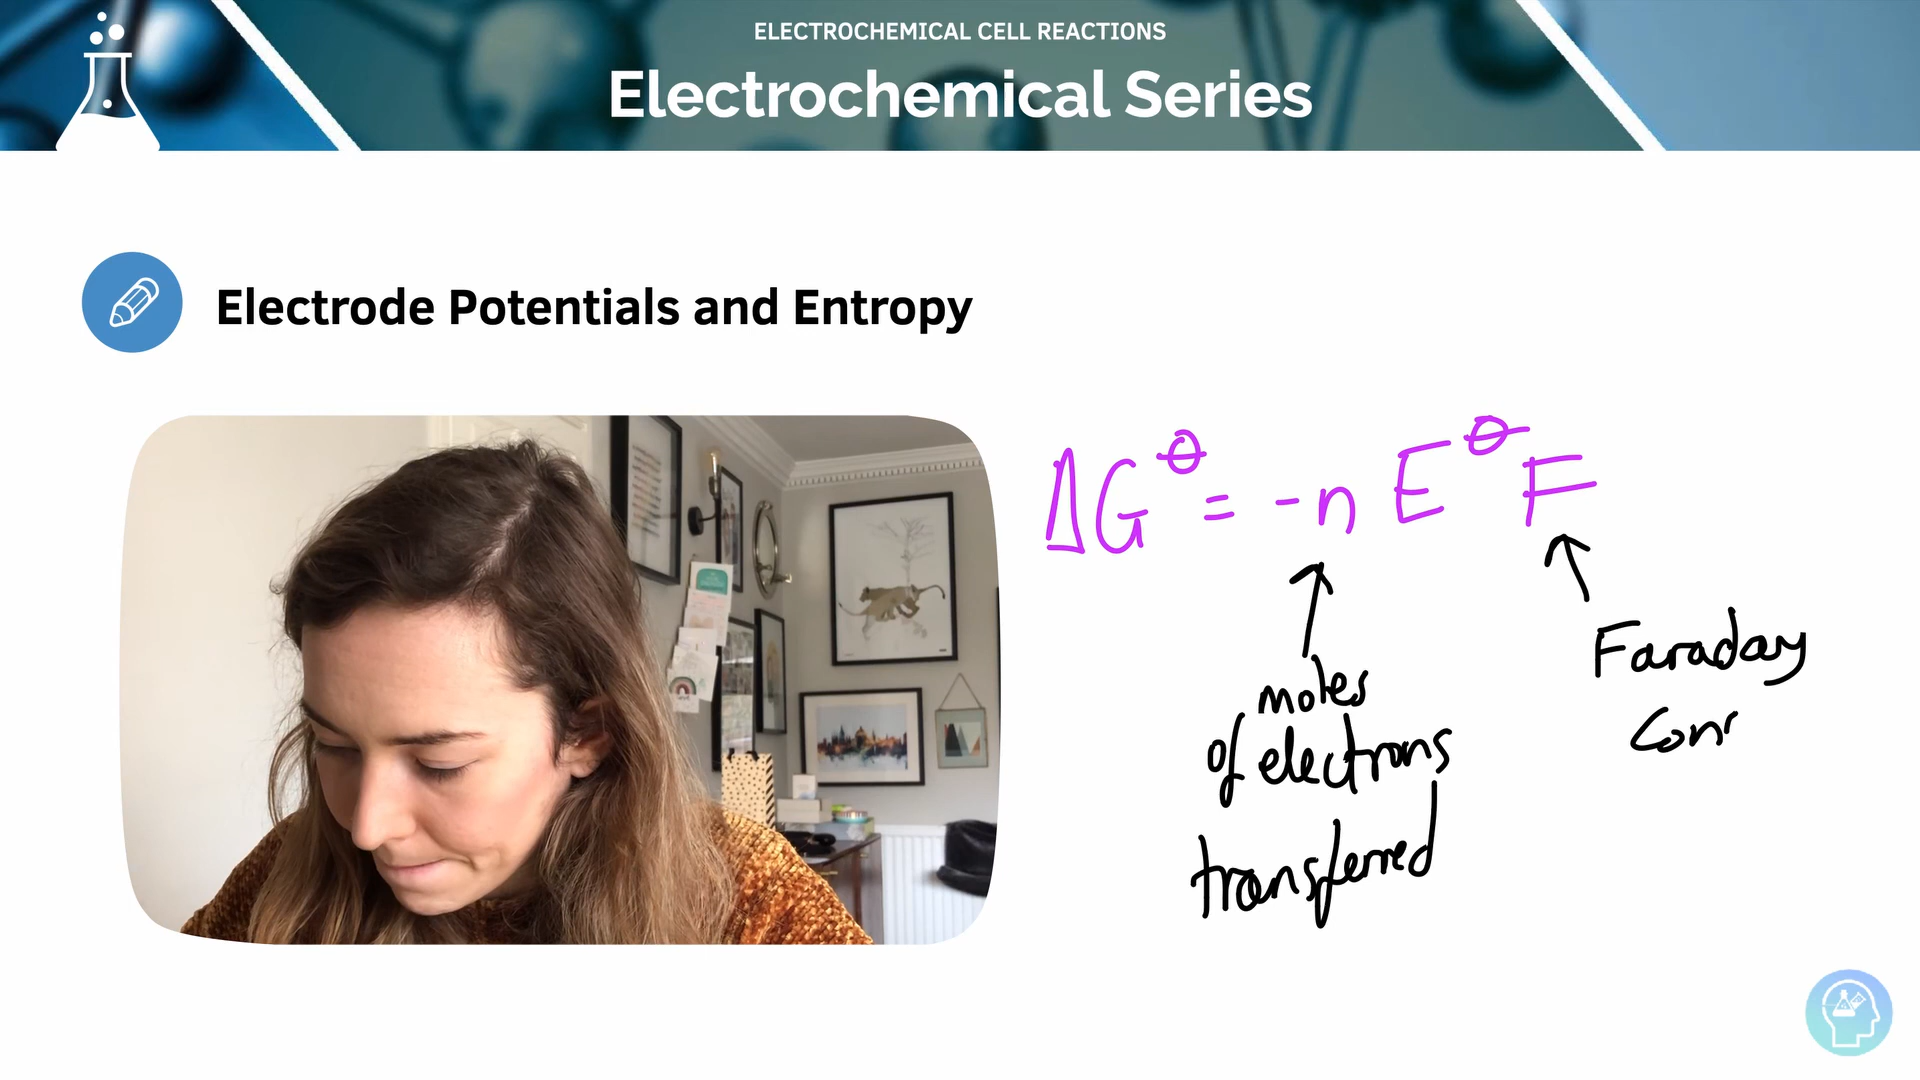 ELECTROCHEMICAL CELL REACTIONS
Electrochemical Series
Electrode Potentials and Entropy
ΔG⦵ = -n E⦵ F
moles
of electrons
transferred
Faraday
Con